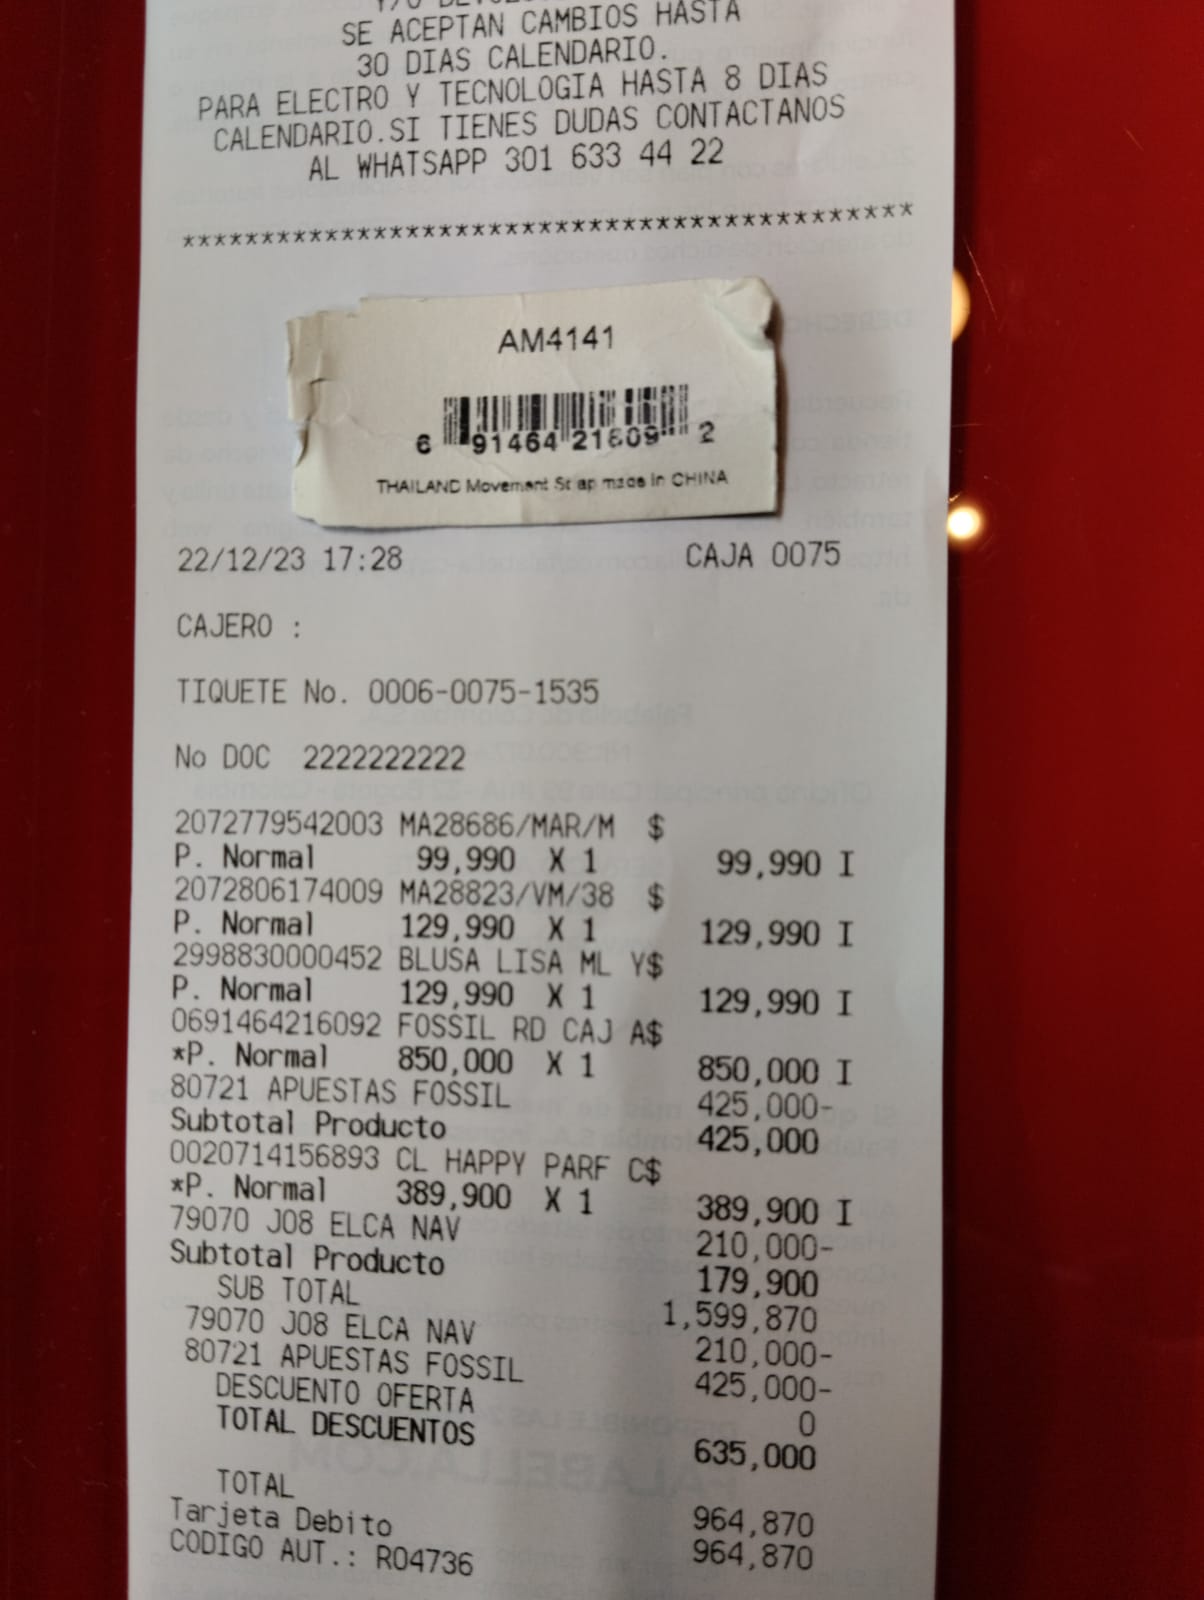 SE ACEPTAN CAMBIOS HASTA
30 DIAS CALENDARIO.
PARA ELECTRO Y TECNOLOGIA HASTA 8 DIAS
CALENDARIO.SI TIENES DUDAS CONTACTANOS
AL WHATSAPP 301 633 44 22
*********************************************
AM4141
6 91464 21609 2
THAILAND Movement Strap made in CHINA
22/12/23 17:28 CAJA 0075
CAJERO :
TIQUETE No. 0006-0075-1535
No DOC 2222222222
2072779542003 MA28686/MAR/M $
P. Normal 99,990 X 1 99,990 I
2072806174009 MA28823/VM/38 $
P. Normal 129,990 X 1 129,990 I
2998830000452 BLUSA LISA ML Y$
P. Normal 129,990 X 1 129,990 I
0691464216092 FOSSIL RD CAJ A$
*P. Normal 850,000 X 1 850,000 I
80721 APUESTAS FOSSIL 425,000-
Subtotal Producto 425,000
0020714156893 CL HAPPY PARF C$
*P. Normal 389,900 X 1 389,900 I
79070 J08 ELCA NAV 210,000-
Subtotal Producto 179,900
SUB TOTAL 1,599,870
79070 J08 ELCA NAV 210,000-
80721 APUESTAS FOSSIL 425,000-
DESCUENTO OFERTA 0
TOTAL DESCUENTOS 635,000
TOTAL 964,870
Tarjeta Debito 964,870
CODIGO AUT.: R04736